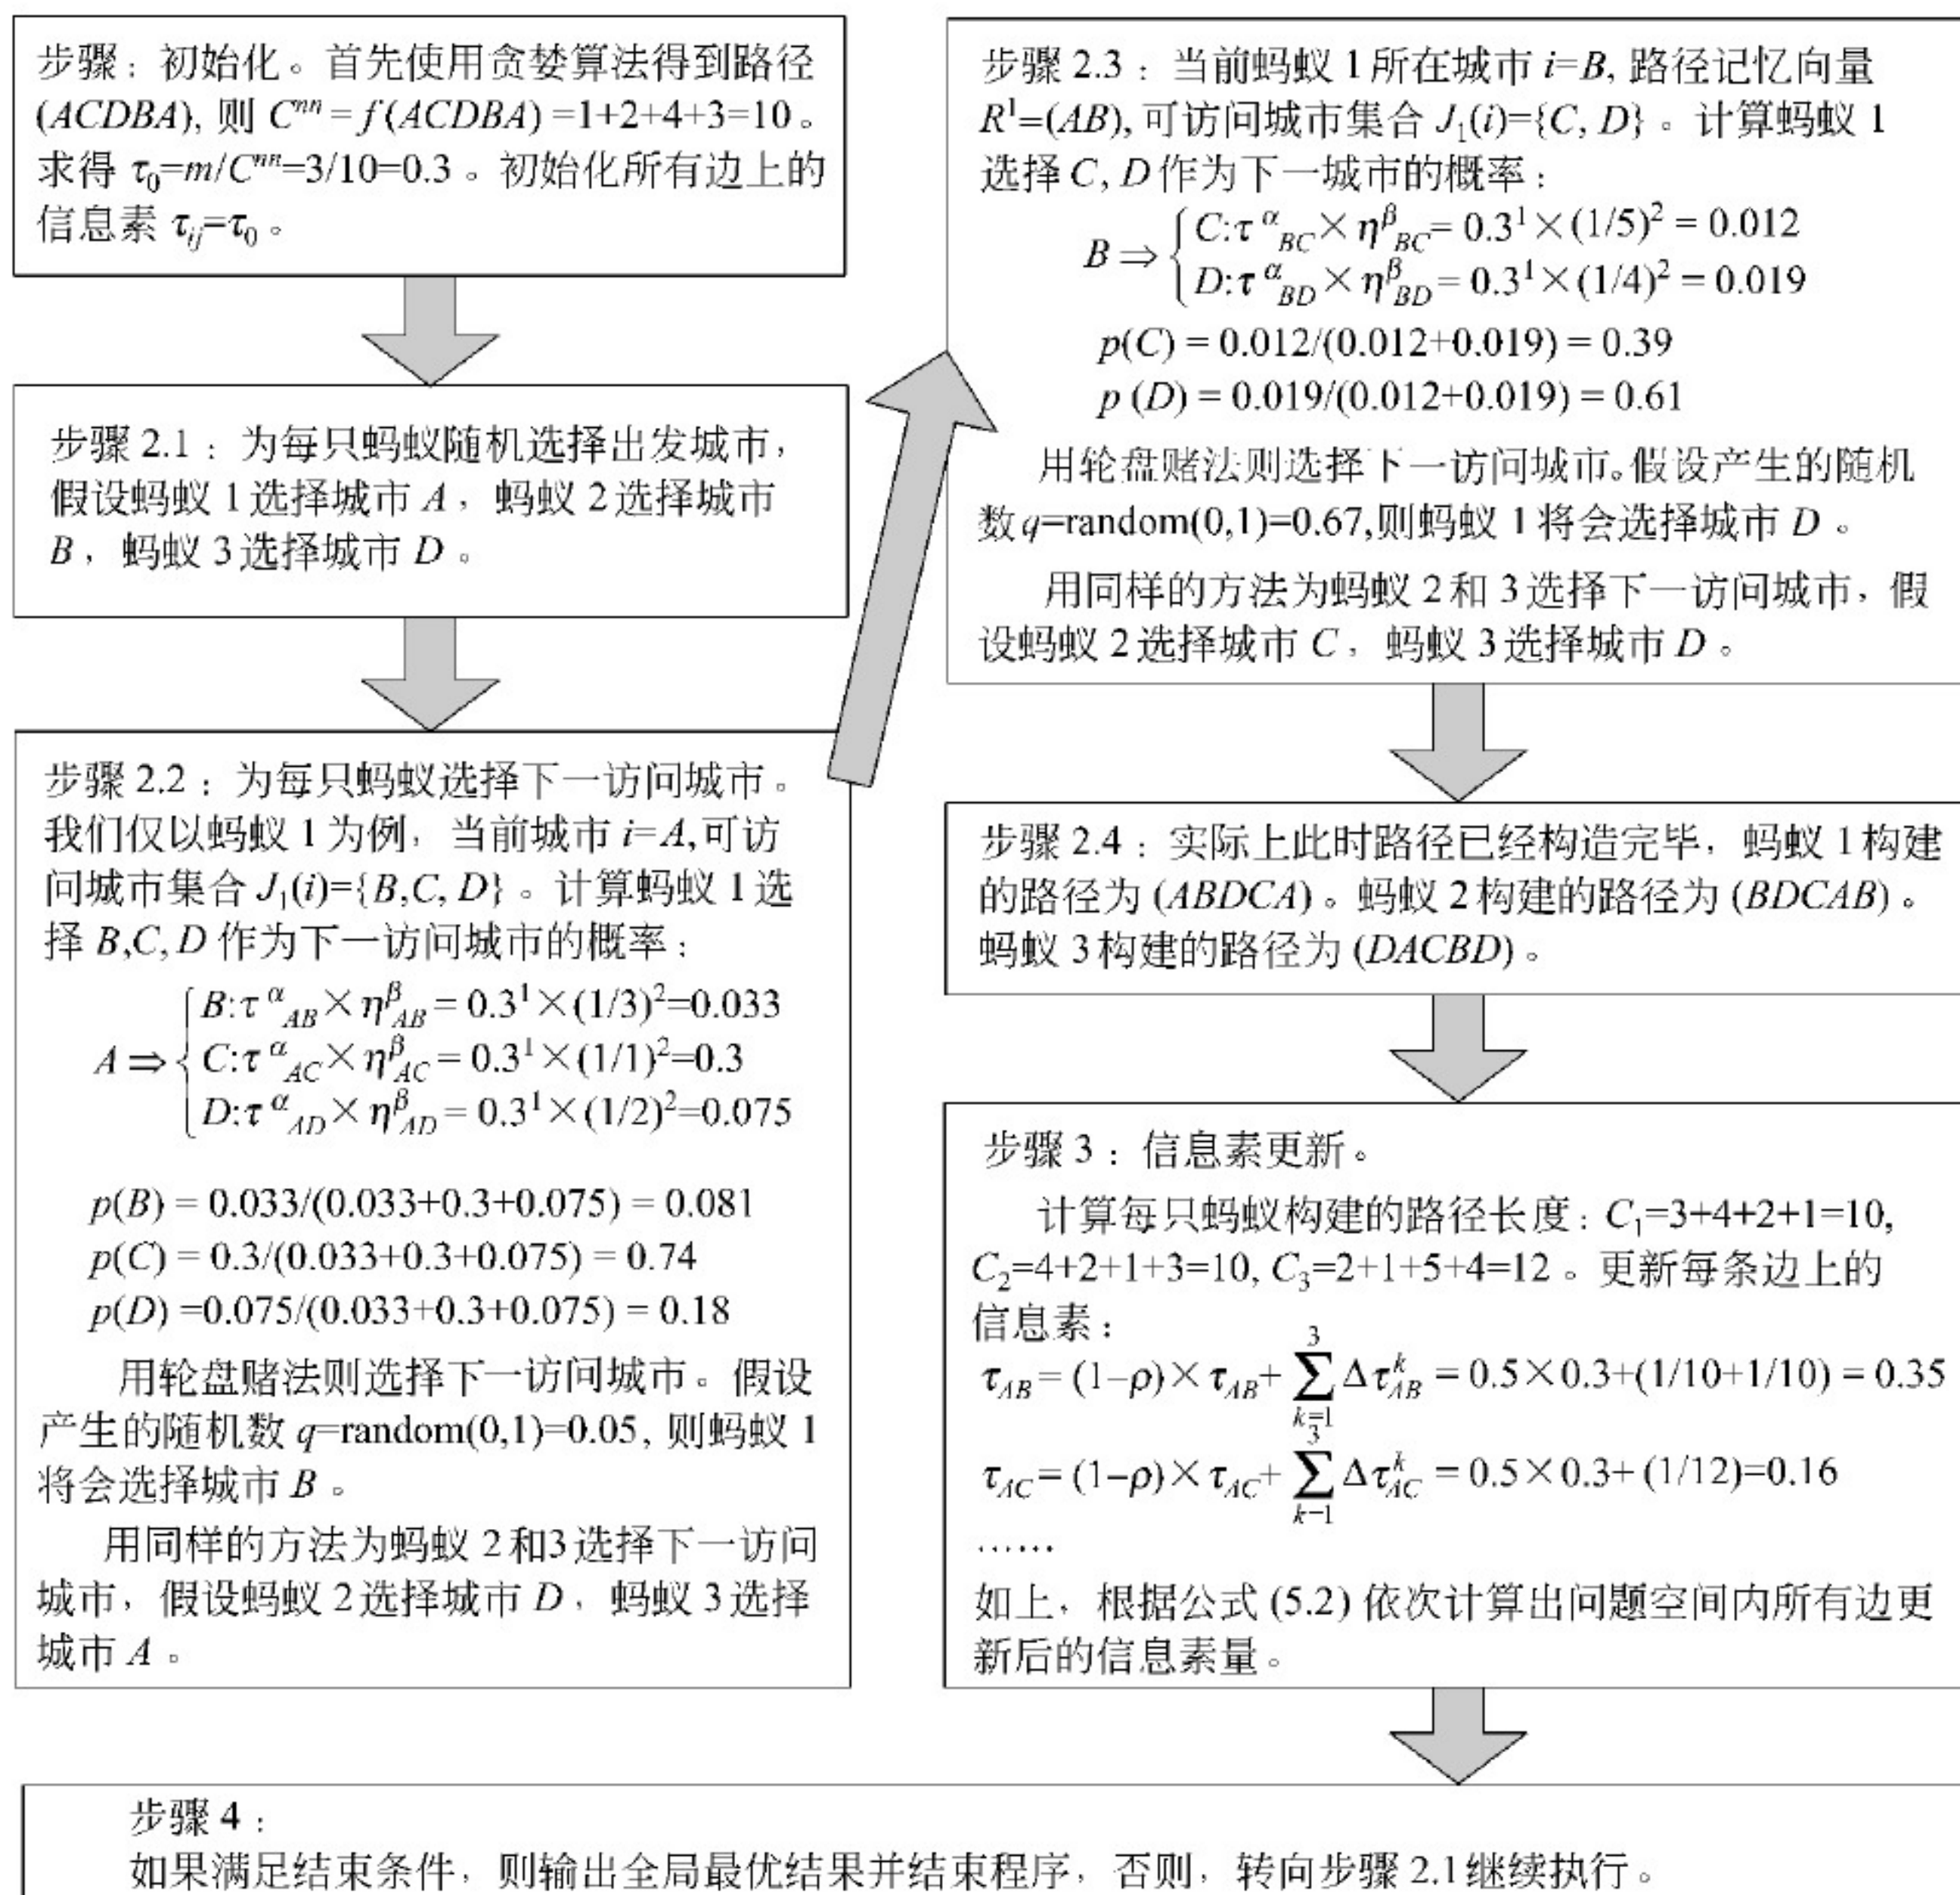 步骤：初始化。首先使用贪婪算法得到路径
(ACDBA), 则 Cⁿⁿ = f (ACDBA) =1+2+4+3=10。
求得 τ₀=m/Cⁿⁿ=3/10=0.3。初始化所有边上的
信息素 τᵢⱼ=τ₀。
步骤 2.1：为每只蚂蚁随机选择出发城市，
假设蚂蚁 1 选择城市 A，蚂蚁 2 选择城市
B，蚂蚁 3 选择城市 D。
步骤 2.2：为每只蚂蚁选择下一访问城市。
我们仅以蚂蚁 1 为例，当前城市 i=A,可访
问城市集合 J₁(i)={B,C, D}。计算蚂蚁 1 选
择 B,C, D 作为下一访问城市的概率：
B:τ^α_AB × η^β_AB = 0.3¹ × (1/3)²=0.033
A ⇒ { C:τ^α_AC × η^β_AC = 0.3¹ × (1/1)²=0.3
D:τ^α_AD × η^β_AD = 0.3¹ × (1/2)²=0.075
p(B) = 0.033/(0.033+0.3+0.075) = 0.081
p(C) = 0.3/(0.033+0.3+0.075) = 0.74
p(D) =0.075/(0.033+0.3+0.075) = 0.18
用轮盘赌法则选择下一访问城市。假设
产生的随机数 q=random(0,1)=0.05, 则蚂蚁 1
将会选择城市 B。
用同样的方法为蚂蚁 2和3选择下一访问
城市，假设蚂蚁 2选择城市 D，蚂蚁 3选择
城市 A。
步骤 2.3：当前蚂蚁 1所在城市 i=B, 路径记忆向量
R¹=(AB), 可访问城市集合 J₁(i)={C, D}。计算蚂蚁 1
选择 C, D 作为下一城市的概率：
C:τ^α_BC × η^β_BC = 0.3¹ × (1/5)² = 0.012
B ⇒ {
D:τ^α_BD × η^β_BD = 0.3¹ × (1/4)² = 0.019
p(C) = 0.012/(0.012+0.019) = 0.39
p (D) = 0.019/(0.012+0.019) = 0.61
用轮盘赌法则选择下一访问城市。假设产生的随机
数 q=random(0,1)=0.67,则蚂蚁 1 将会选择城市 D。
用同样的方法为蚂蚁 2 和 3 选择下一访问城市，假
设蚂蚁 2选择城市 C，蚂蚁 3选择城市 D。
步骤 2.4：实际上此时路径已经构造完毕，蚂蚁 1构建
的路径为 (ABDCA)。蚂蚁 2构建的路径为 (BDCAB)。
蚂蚁 3构建的路径为 (DACBD)。
步骤 3：信息素更新。
计算每只蚂蚁构建的路径长度：C₁=3+4+2+1=10,
C₂=4+2+1+3=10, C₃=2+1+5+4=12。更新每条边上的
信息素：
τ_AB = (1–ρ)× τ_AB + ∑_{k=1}^{3} Δτ^k_AB = 0.5×0.3+(1/10+1/10) = 0.35
τ_AC = (1–ρ)× τ_AC + ∑_{k=1}^{3} Δτ^k_AC = 0.5×0.3+ (1/12)=0.16
……
如上，根据公式 (5.2) 依次计算出问题空间内所有边更
新后的信息素量。
步骤 4：
如果满足结束条件，则输出全局最优结果并结束程序，否则，转向步骤 2.1继续执行。